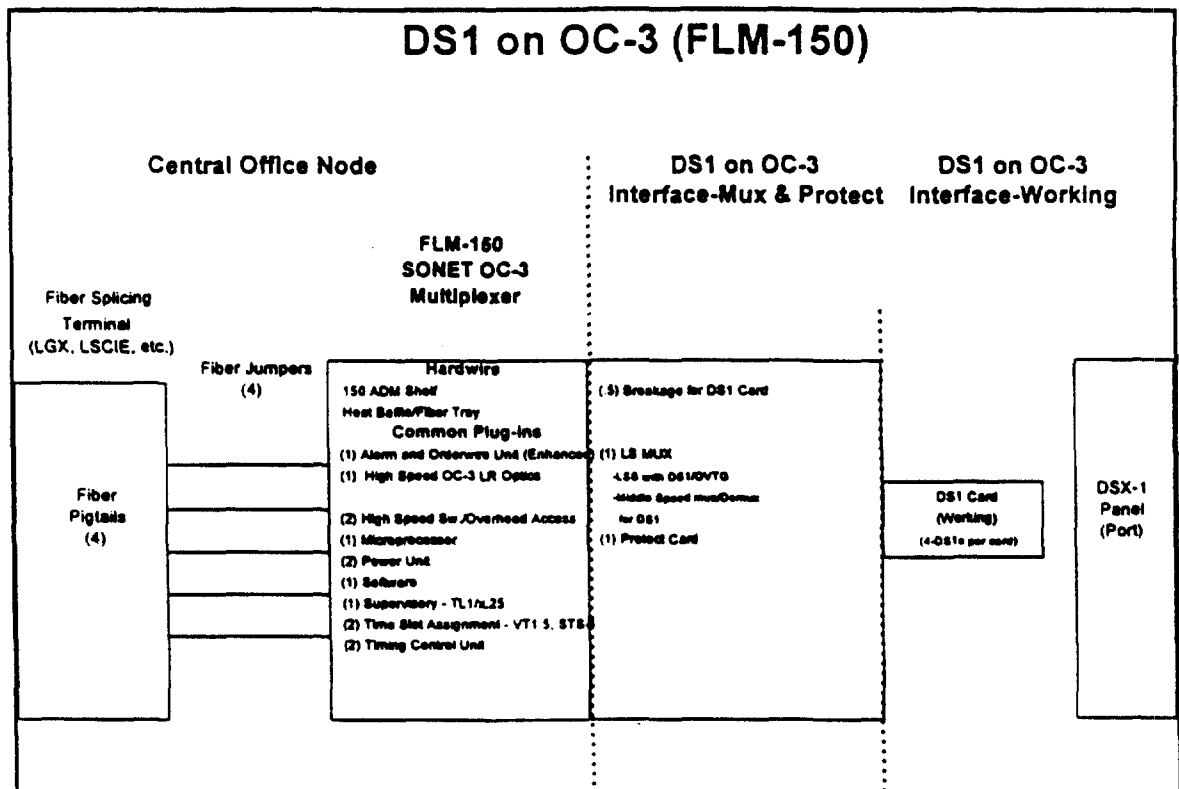 DS1 on OC-3 (FLM-150)
Central Office Node
DS1 on OC-3
Interface-Mux & Protect
DS1 on OC-3
Interface-Working
FLM-150
SONET OC-3
Multiplexer
Fiber Splicing
Terminal
(LGX, LSCIE, etc.)
Fiber Jumpers
(4)
Fiber
Pigtails
(4)
Hardwire
150 ADM Shelf
Heat Baffle/Fiber Tray
Common Plug-ins
(1) Alarm and Orderwire Unit (Enhanced)
(1) High Speed OC-3 LR Optics
(2) High Speed Sw./Overhead Access
(1) Microprocessor
(2) Power Unit
(1) Software
(1) Supervisory - TL1/x.25
(2) Time Slot Assignment - VT1.5, STS-
(2) Timing Control Unit
(.5) Breakage for DS1 Card
(1) LS MUX
-LSS with DS1/OVTG
-Middle Speed mux/Demux
for DS1
(1) Protect Card
DS1 Card
(Working)
(4-DS1s per card)
DSX-1
Panel
(Port)